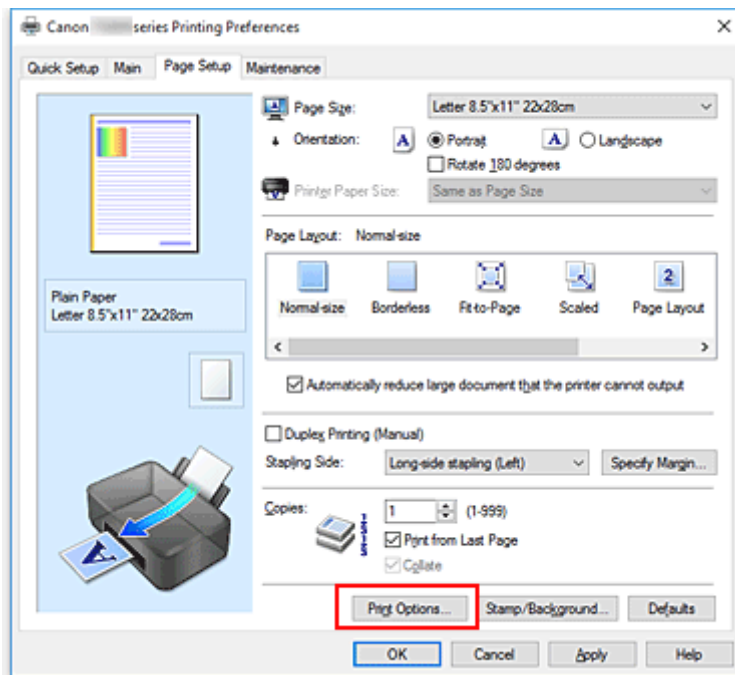 Canon series Printing Preferences
Quick Setup Main Page Setup Maintenance
Page Size: Letter 8.5"x11" 22x28cm
Orientation: A Portrait A Landscape
Rotate 180 degrees
Printer Paper Size: Same as Page Size
Page Layout: Normal-size
2
Normal-size Borderless Fit-to-Page Scaled Page Layout
Plain Paper
Letter 8.5"x11" 22x28cm
Automatically reduce large document that the printer cannot output
Duplex Printing (Manual)
Stapling Side: Long-side stapling (Left) Specify Margin...
Copies: 1 (1-999)
Print from Last Page
Collate
A
Print Options... Stamp/Background... Defaults
OK Cancel Apply Help